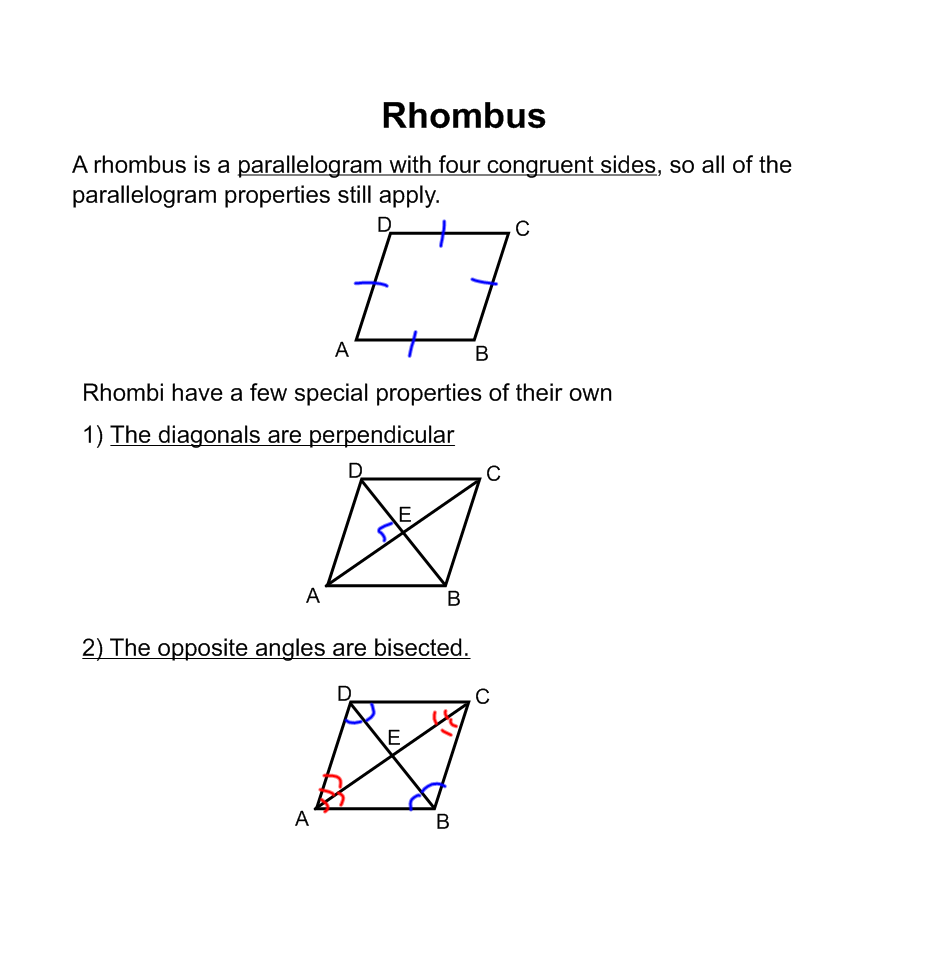 Rhombus
A rhombus is a parallelogram with four congruent sides, so all of the
parallelogram properties still apply.
D C
A B
Rhombi have a few special properties of their own
1) The diagonals are perpendicular
D C
E
A B
2) The opposite angles are bisected.
D C
E
A B